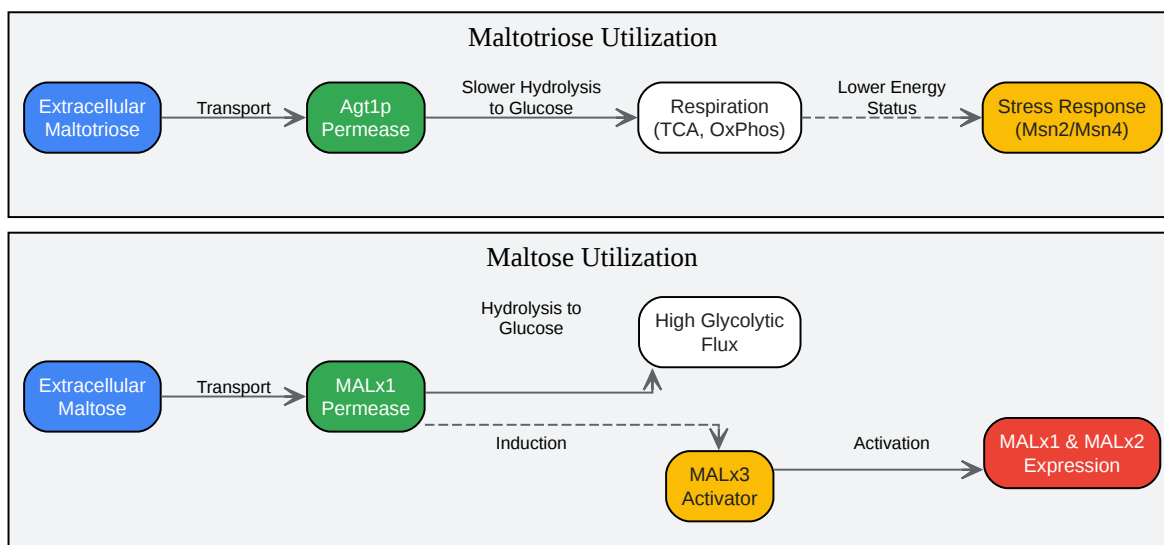 Maltotriose Utilization
Extracellular
Maltotriose
Transport
Agt1p
Permease
Slower Hydrolysis
to Glucose
Respiration
(TCA, OxPhos)
Lower Energy
Status
Stress Response
(Msn2/Msn4)
Maltose Utilization
Extracellular
Maltose
Transport
MALx1
Permease
Hydrolysis to
Glucose
High Glycolytic
Flux
Induction
MALx3
Activator
Activation
MALx1 & MALx2
Expression